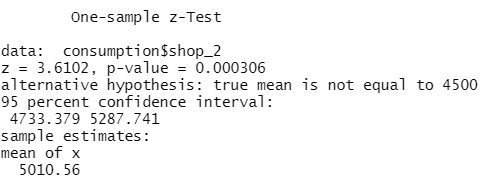 One-sample z-Test
data: consumption$shop_2
z = 3.6102, p-value = 0.000306
alternative hypothesis: true mean is not equal to 4500
95 percent confidence interval:
4733.379 5287.741
sample estimates:
mean of x
5010.56